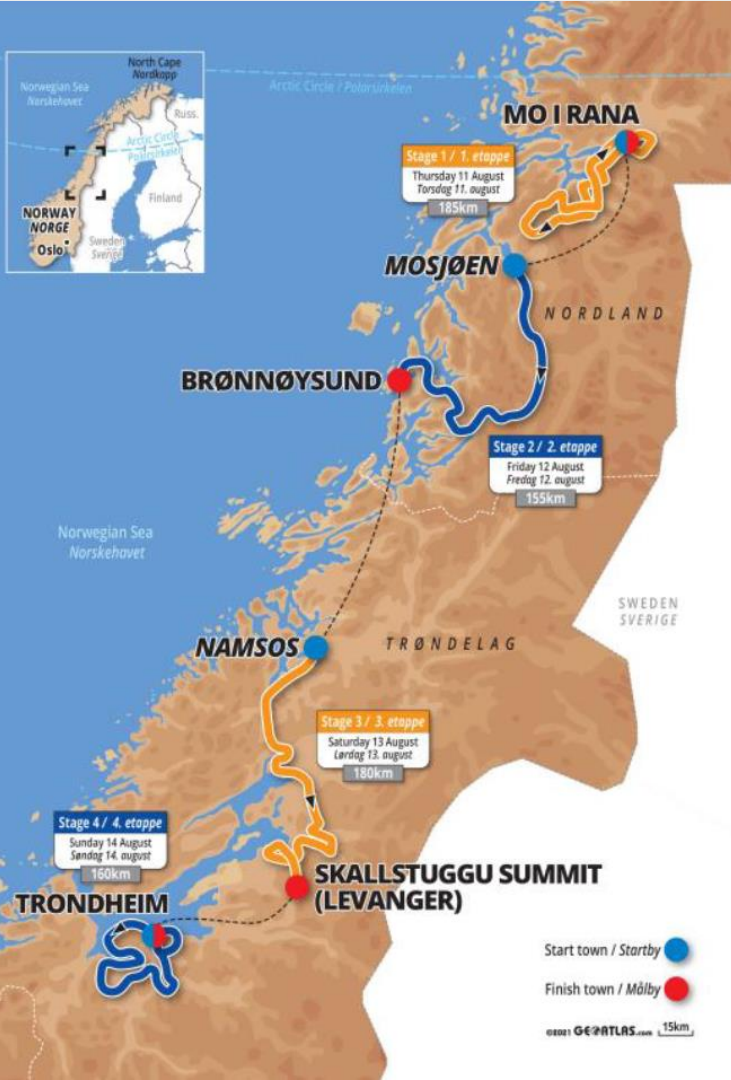 North Cape
Nordkapp
Norwegian Sea
Norskehavet
Russ.
Arctic Circle
Polarsirkelen
Finland
NORWAY
NORGE
Oslo
Sweden
Sverige
Arctic Circle / Polarsirkelen
MO I RANA
Stage 1 / 1. etappe
Thursday 11 August
Torsdag 11. august
185km
MOSJØEN
NORDLAND
BRØNNØYSUND
Stage 2 / 2. etappe
Friday 12 August
Fredag 12. august
155km
Norwegian Sea
Norskehavet
SWEDEN
SVERIGE
NAMSOS
TRØNDELAG
Stage 3 / 3. etappe
Saturday 13 August
Lørdag 13. august
180km
Stage 4 / 4. etappe
Sunday 14 August
Søndag 14. august
160km
TRONDHEIM
SKALLSTUGGU SUMMIT
(LEVANGER)
Start town / Startby
Finish town / Målby
©2021 GEOATLAS.com 15km